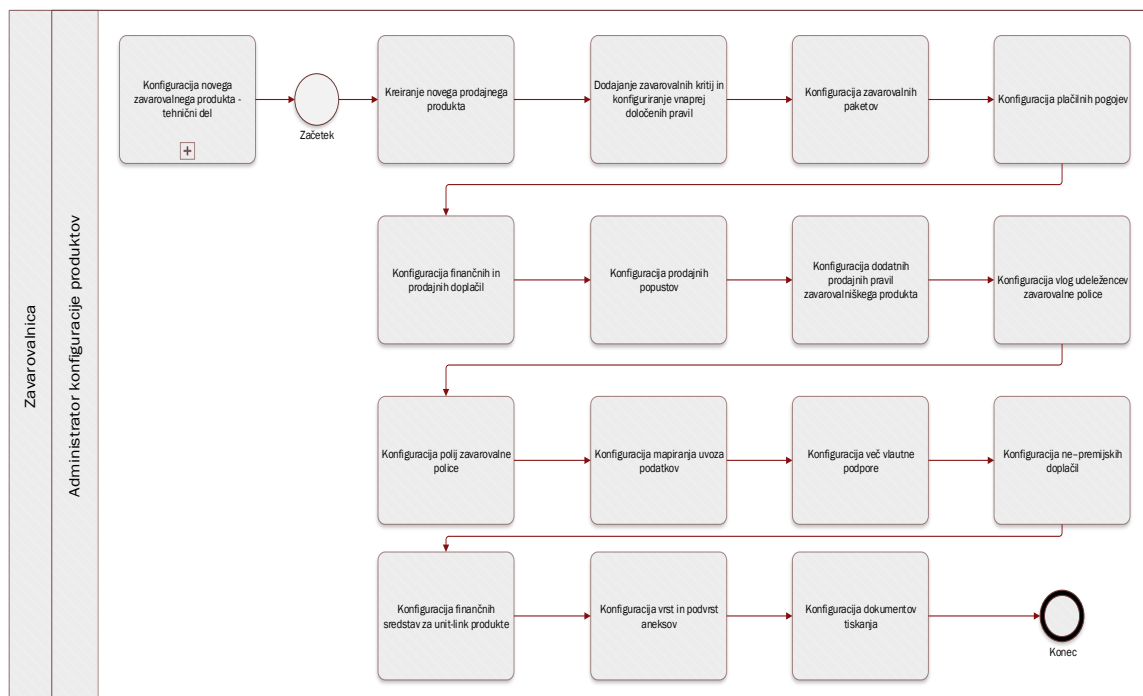 Zavarovalnica
Administrator konfiguracije produktov
Konfiguracija novega
zavarovalnega produkta -
tehnični del
Začetek
Kreiranje novega prodajnega
produkta
Dodajanje zavarovalnih kritij in
konfiguriranje vnaprej
določenih pravil
Konfiguracija zavarovalnih
paketov
Konfiguracija plačilnih pogojev
Konfiguracija finančnih in
prodajnih doplačil
Konfiguracija prodajnih
popustov
Konfiguracija dodatnih
prodajnih pravil
zavarovalniškega produkta
Konfiguracija vlog udeležencev
zavarovalne police
Konfiguracija polij zavarovalne
police
Konfiguracija mapiranja uvoza
podatkov
Konfiguracija več vlautne
podpore
Konfiguracija ne–premijskih
doplačil
Konfiguracija finančnih
sredstav za unit-link produkte
Konfiguracija vrst in podvrst
aneksov
Konfiguracija dokumentov
tiskanja
Konec